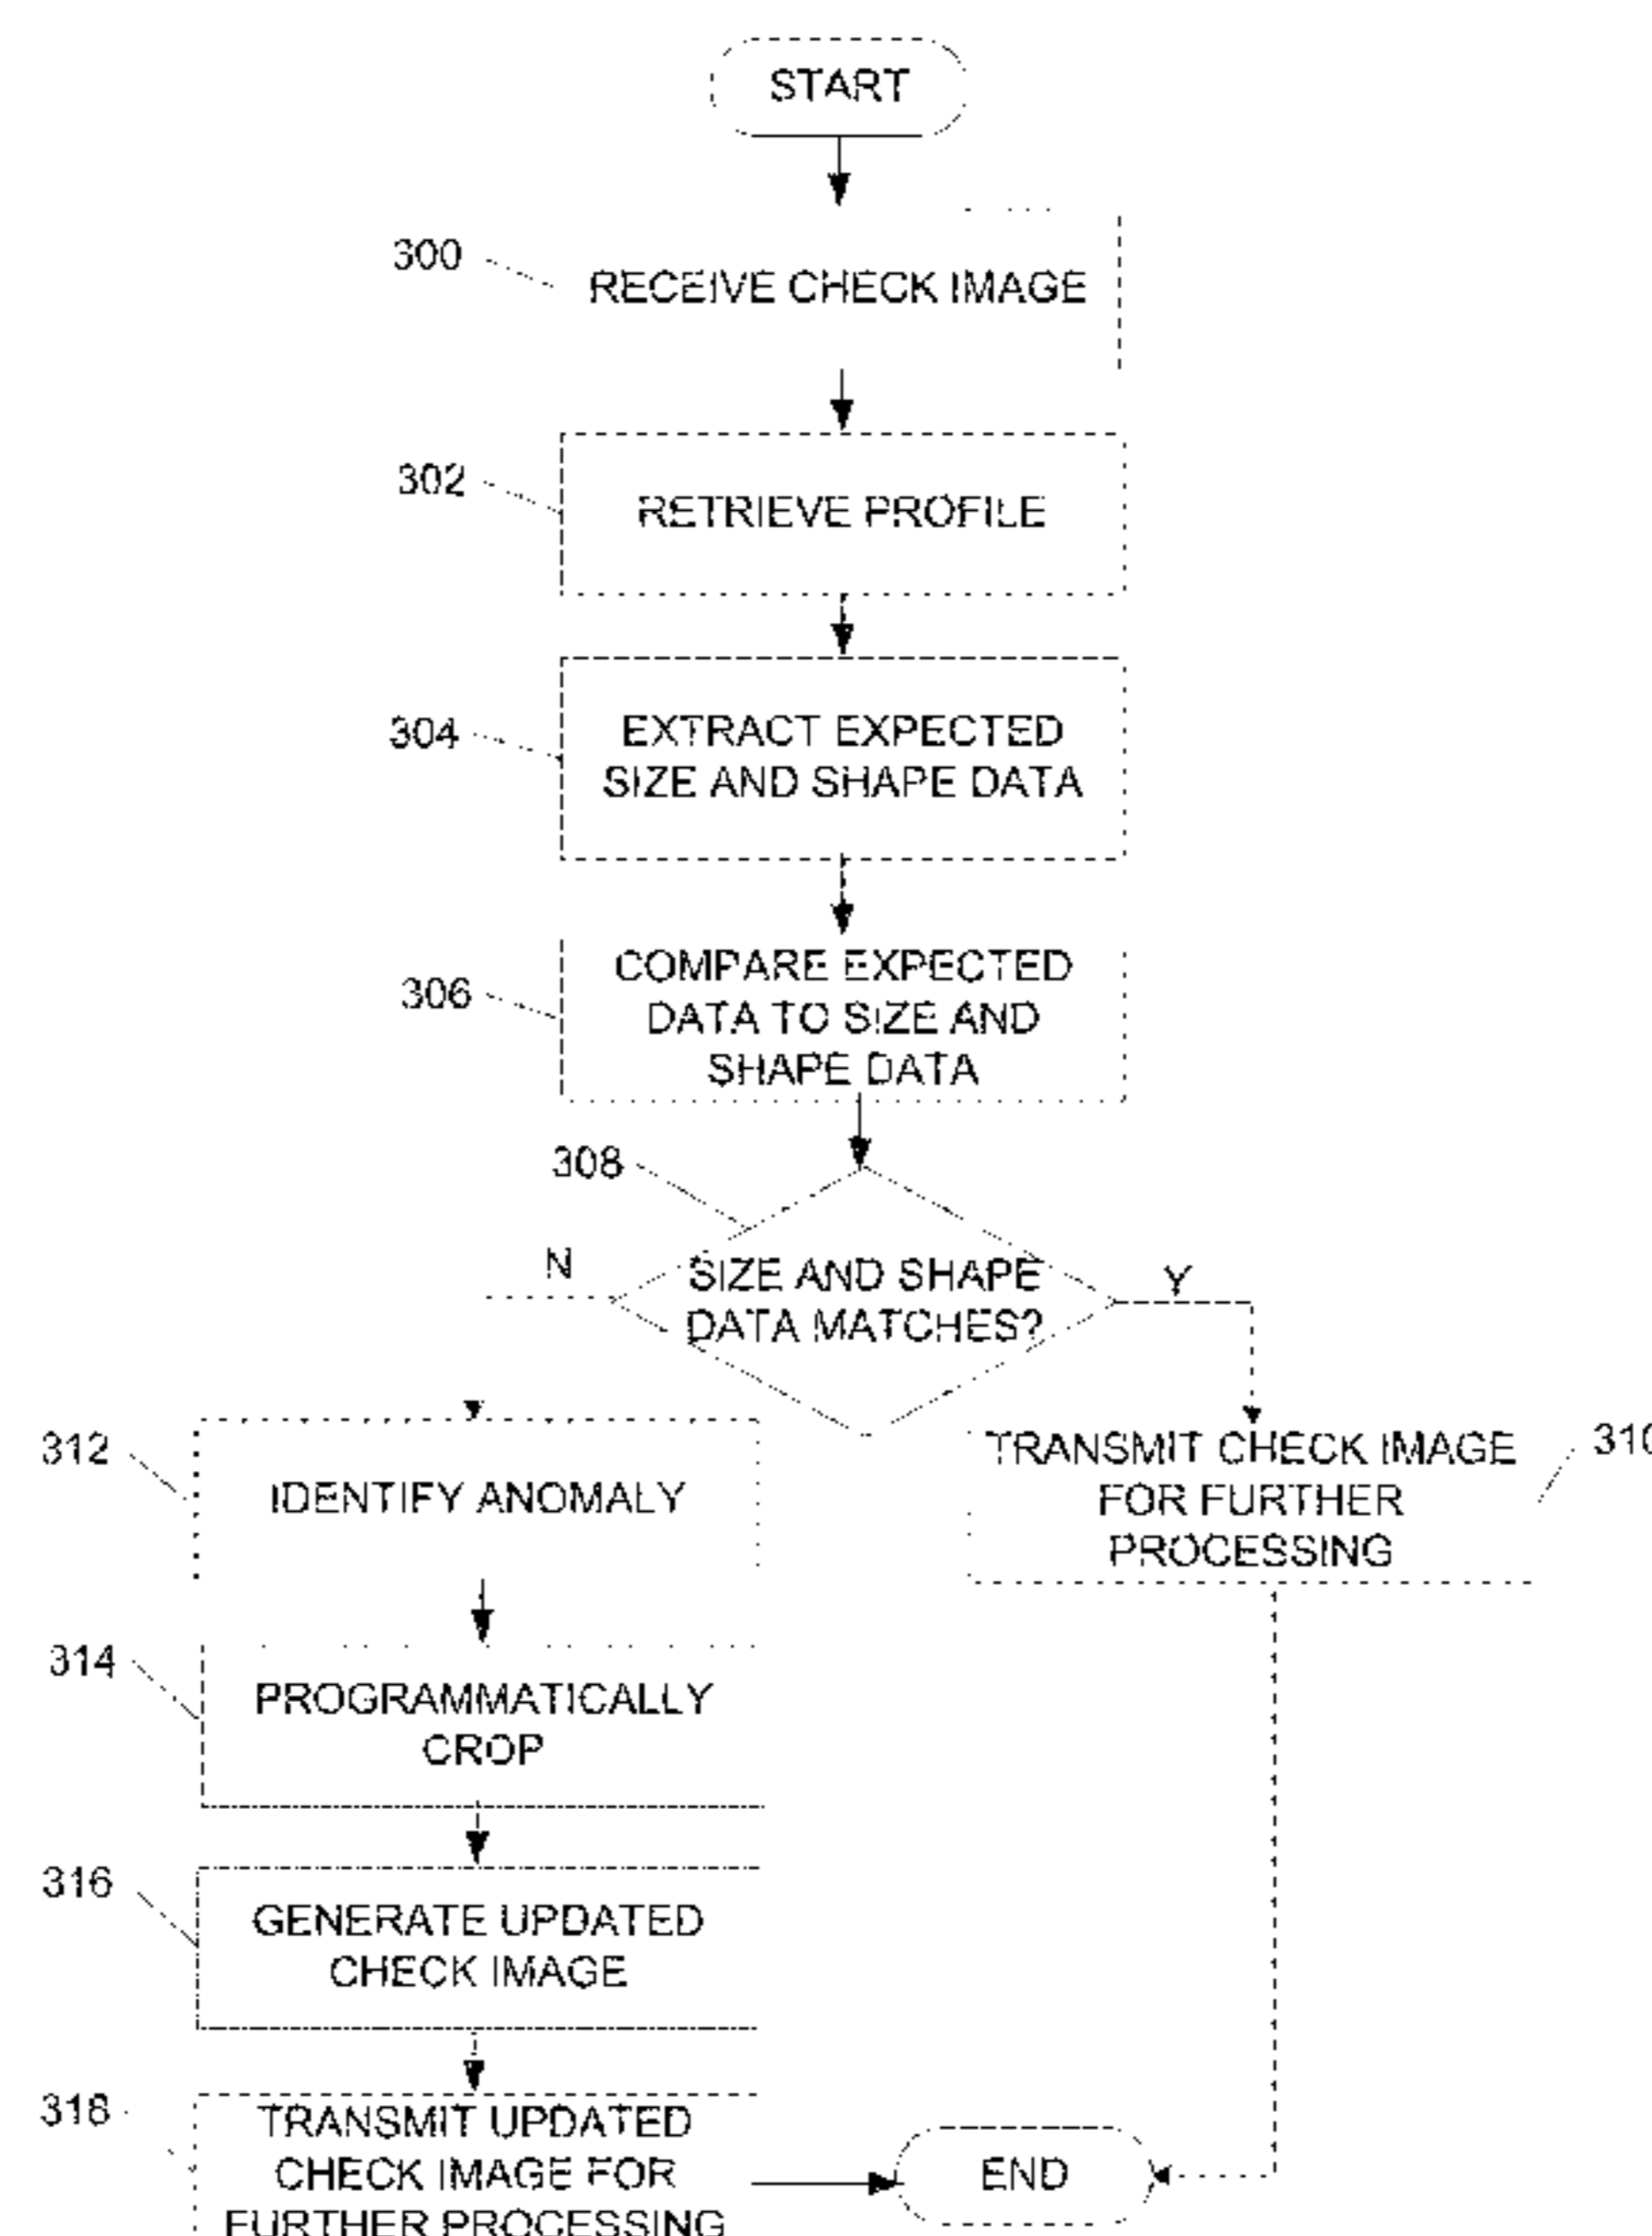 START
300
RECEIVE CHECK IMAGE
302
RETRIEVE PROFILE
304
EXTRACT EXPECTED
SIZE AND SHAPE DATA
306
COMPARE EXPECTED
DATA TO SIZE AND
SHAPE DATA
308
N
SIZE AND SHAPE
DATA MATCHES?
Y
312
IDENTIFY ANOMALY
TRANSMIT CHECK IMAGE
FOR FURTHER
PROCESSING
310
314
PROGRAMMATICALLY
CROP
316
GENERATE UPDATED
CHECK IMAGE
318
TRANSMIT UPDATED
CHECK IMAGE FOR
FURTHER PROCESSING
END